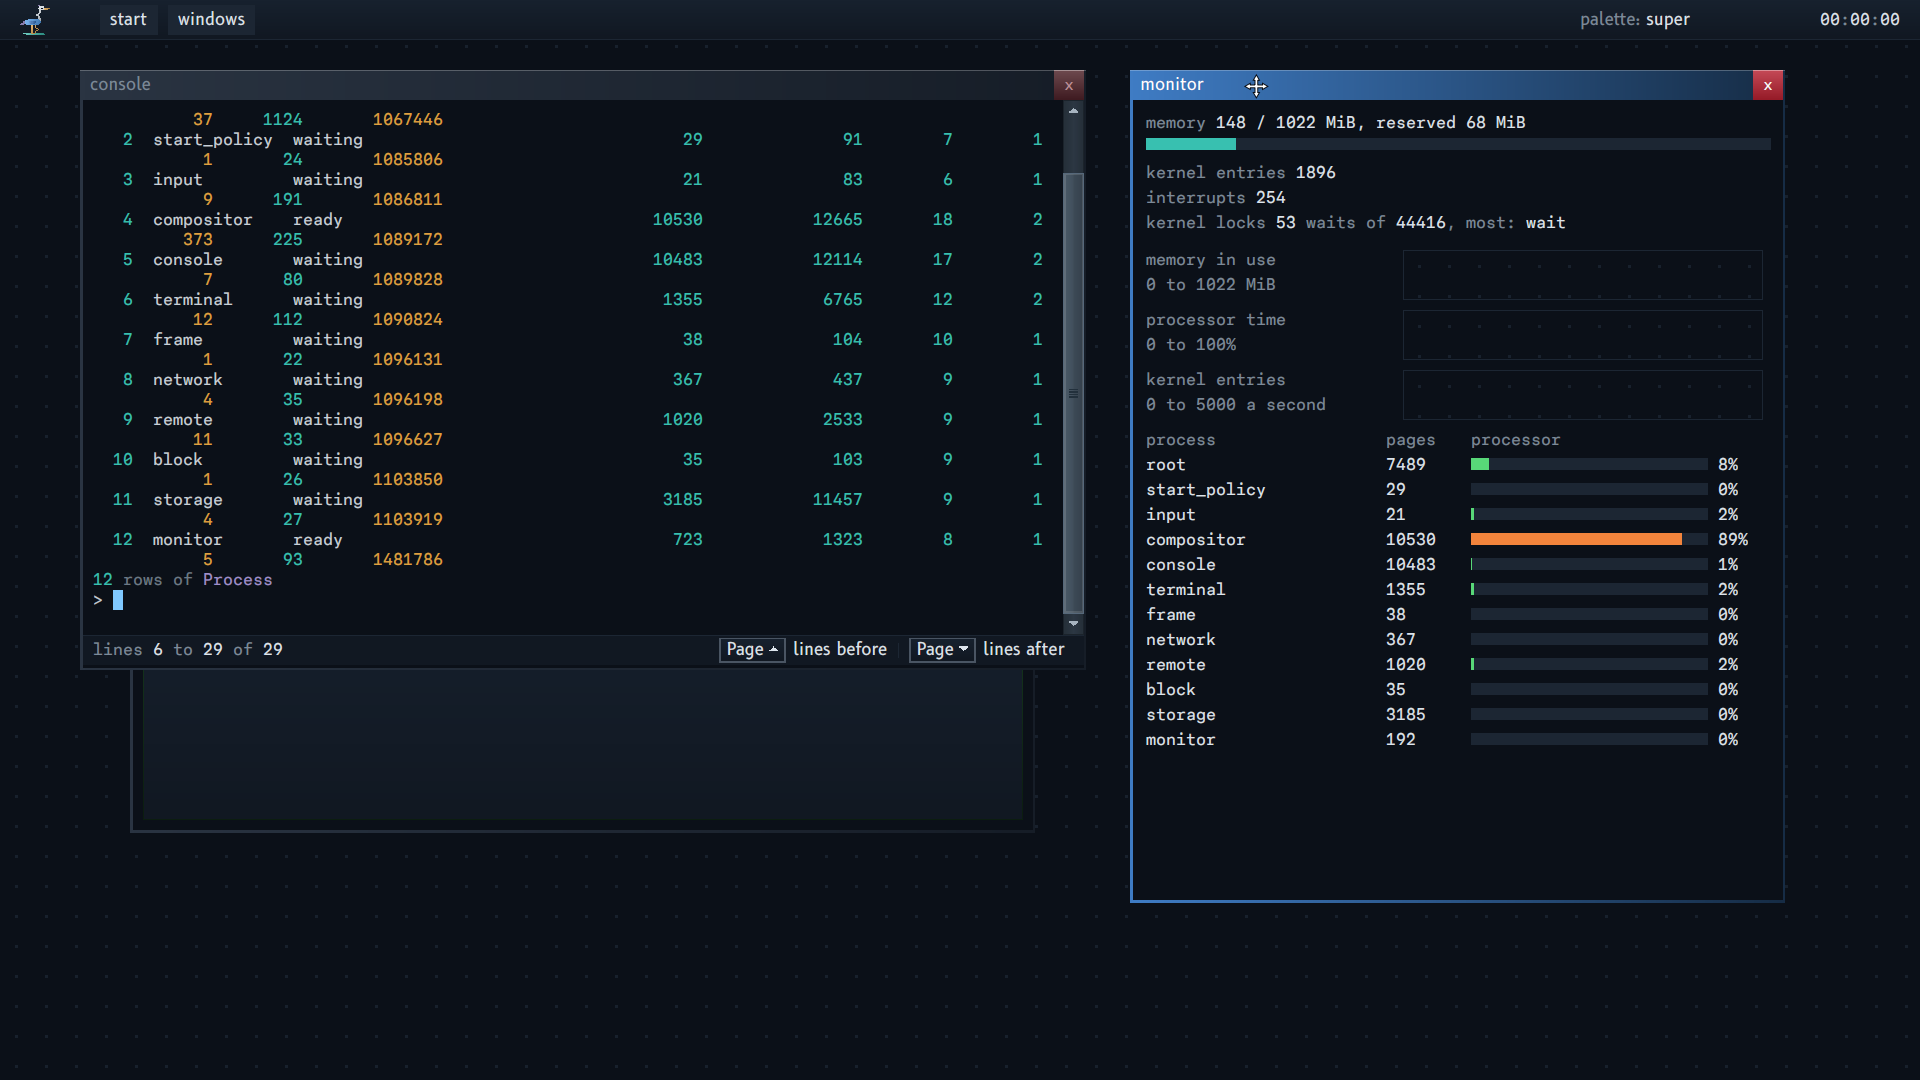 start windows palette: super 00:00:00
console x
37 1124 1067446
2 start_policy waiting 29 91 7 1
1 24 1085806
3 input waiting 21 83 6 1
9 191 1086811
4 compositor ready 10530 12665 18 2
373 225 1089172
5 console waiting 10483 12114 17 2
7 80 1089828
6 terminal waiting 1355 6765 12 2
12 112 1090824
7 frame waiting 38 104 10 1
1 22 1096131
8 network waiting 367 437 9 1
4 35 1096198
9 remote waiting 1020 2533 9 1
11 33 1096627
10 block waiting 35 103 9 1
1 26 1103850
11 storage waiting 3185 11457 9 1
4 27 1103919
12 monitor ready 723 1323 8 1
5 93 1481786
12 rows of Process
>
lines 6 to 29 of 29 Page lines before Page lines after
monitor x
memory 148 / 1022 MiB, reserved 68 MiB
kernel entries 1896
interrupts 254
kernel locks 53 waits of 44416, most: wait
memory in use
0 to 1022 MiB
processor time
0 to 100%
kernel entries
0 to 5000 a second
process pages processor
root 7489 8%
start_policy 29 0%
input 21 2%
compositor 10530 89%
console 10483 1%
terminal 1355 2%
frame 38 0%
network 367 0%
remote 1020 2%
block 35 0%
storage 3185 0%
monitor 192 0%